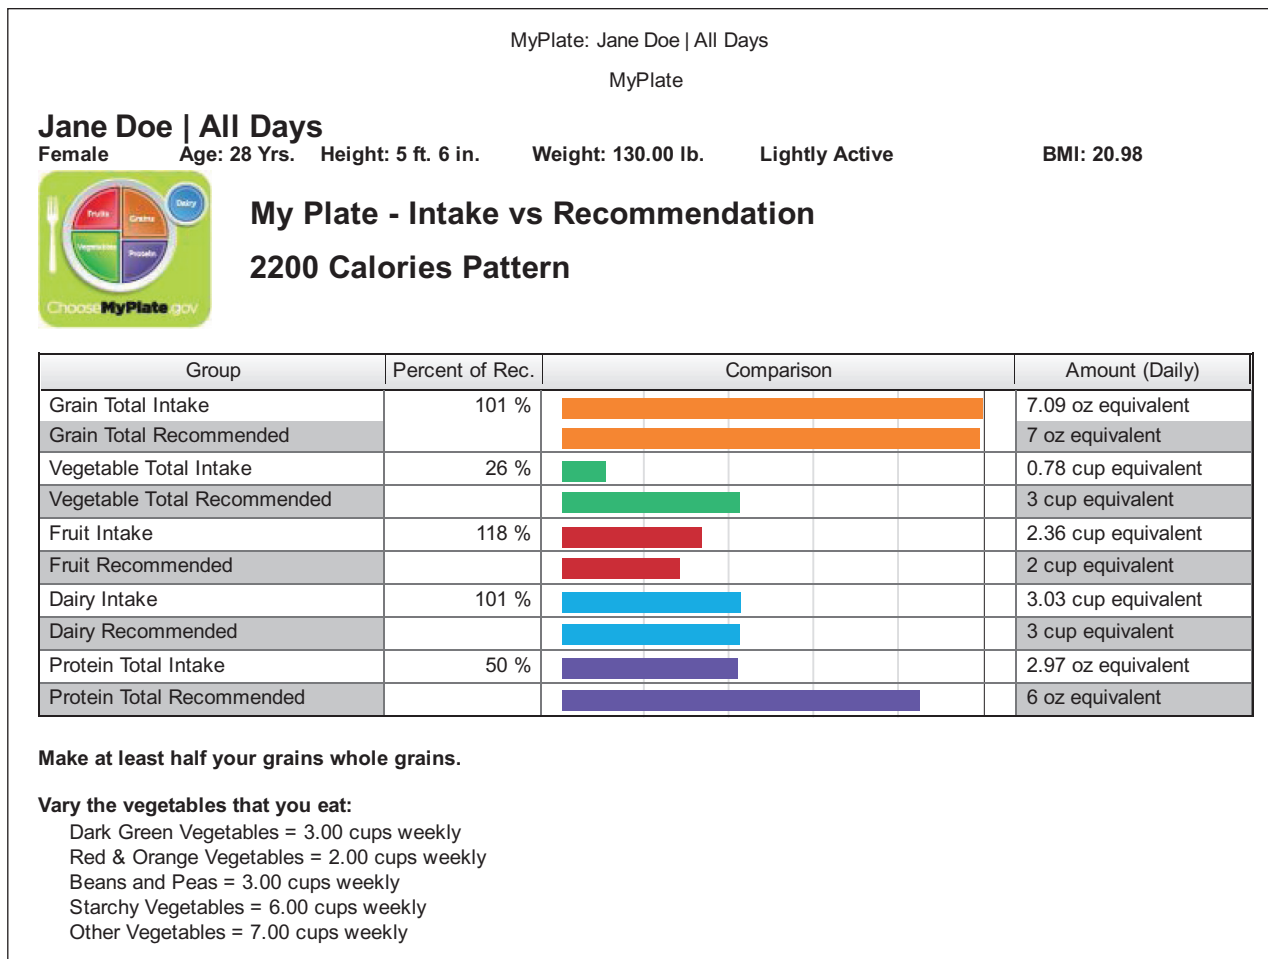 MyPlate: Jane Doe | All Days
MyPlate
Jane Doe | All Days
Female Age: 28 Yrs. Height: 5 ft. 6 in. Weight: 130.00 lb. Lightly Active BMI: 20.98
Fruits
Grains
Dairy
Vegetables
Protein
ChooseMyPlate.gov
My Plate - Intake vs Recommendation
2200 Calories Pattern
Group Percent of Rec. Comparison Amount (Daily)
Grain Total Intake 101 % 7.09 oz equivalent
Grain Total Recommended 7 oz equivalent
Vegetable Total Intake 26 % 0.78 cup equivalent
Vegetable Total Recommended 3 cup equivalent
Fruit Intake 118 % 2.36 cup equivalent
Fruit Recommended 2 cup equivalent
Dairy Intake 101 % 3.03 cup equivalent
Dairy Recommended 3 cup equivalent
Protein Total Intake 50 % 2.97 oz equivalent
Protein Total Recommended 6 oz equivalent
Make at least half your grains whole grains.
Vary the vegetables that you eat:
Dark Green Vegetables = 3.00 cups weekly
Red & Orange Vegetables = 2.00 cups weekly
Beans and Peas = 3.00 cups weekly
Starchy Vegetables = 6.00 cups weekly
Other Vegetables = 7.00 cups weekly